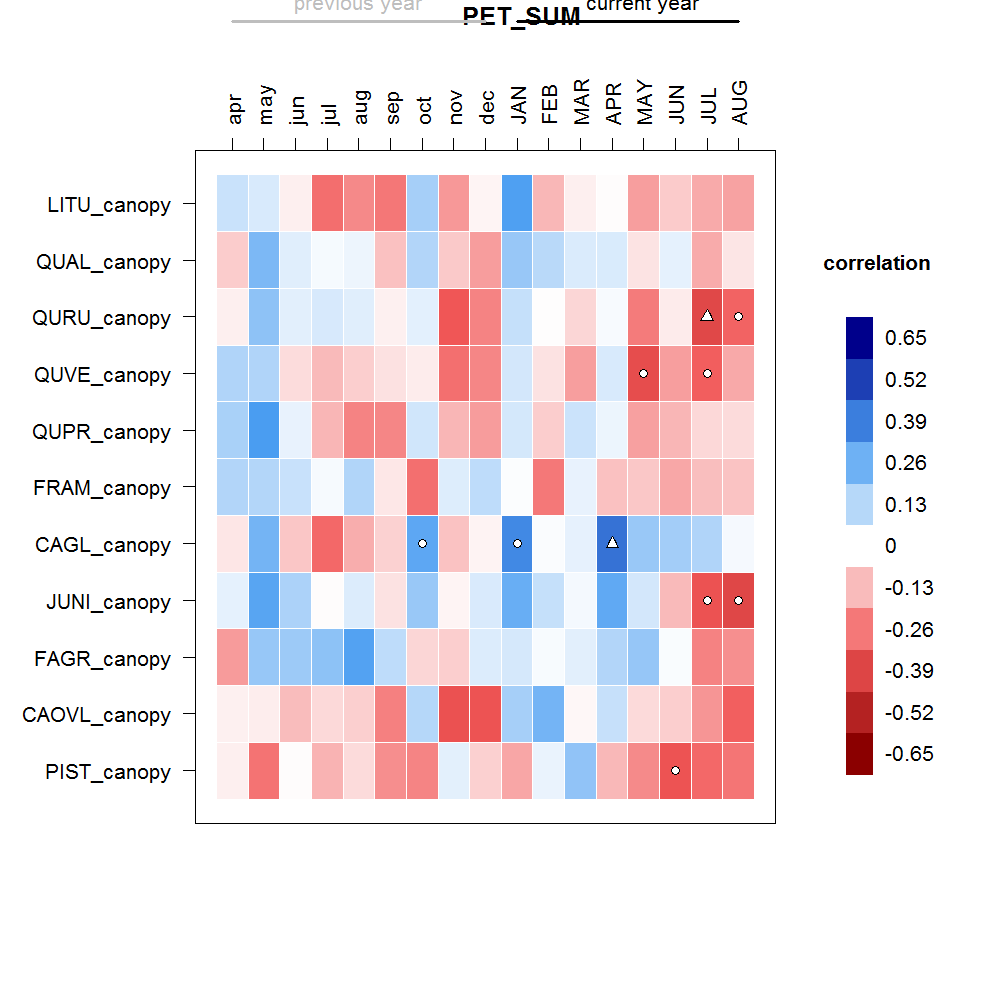 previous year
current year
PET_SUM
apr
may
jun
jul
aug
sep
oct
nov
dec
JAN
FEB
MAR
APR
MAY
JUN
JUL
AUG
LITU_canopy
QUAL_canopy
QURU_canopy
QUVE_canopy
QUPR_canopy
FRAM_canopy
CAGL_canopy
JUNI_canopy
FAGR_canopy
CAOVL_canopy
PIST_canopy
correlation
0.65
0.52
0.39
0.26
0.13
0
-0.13
-0.26
-0.39
-0.52
-0.65